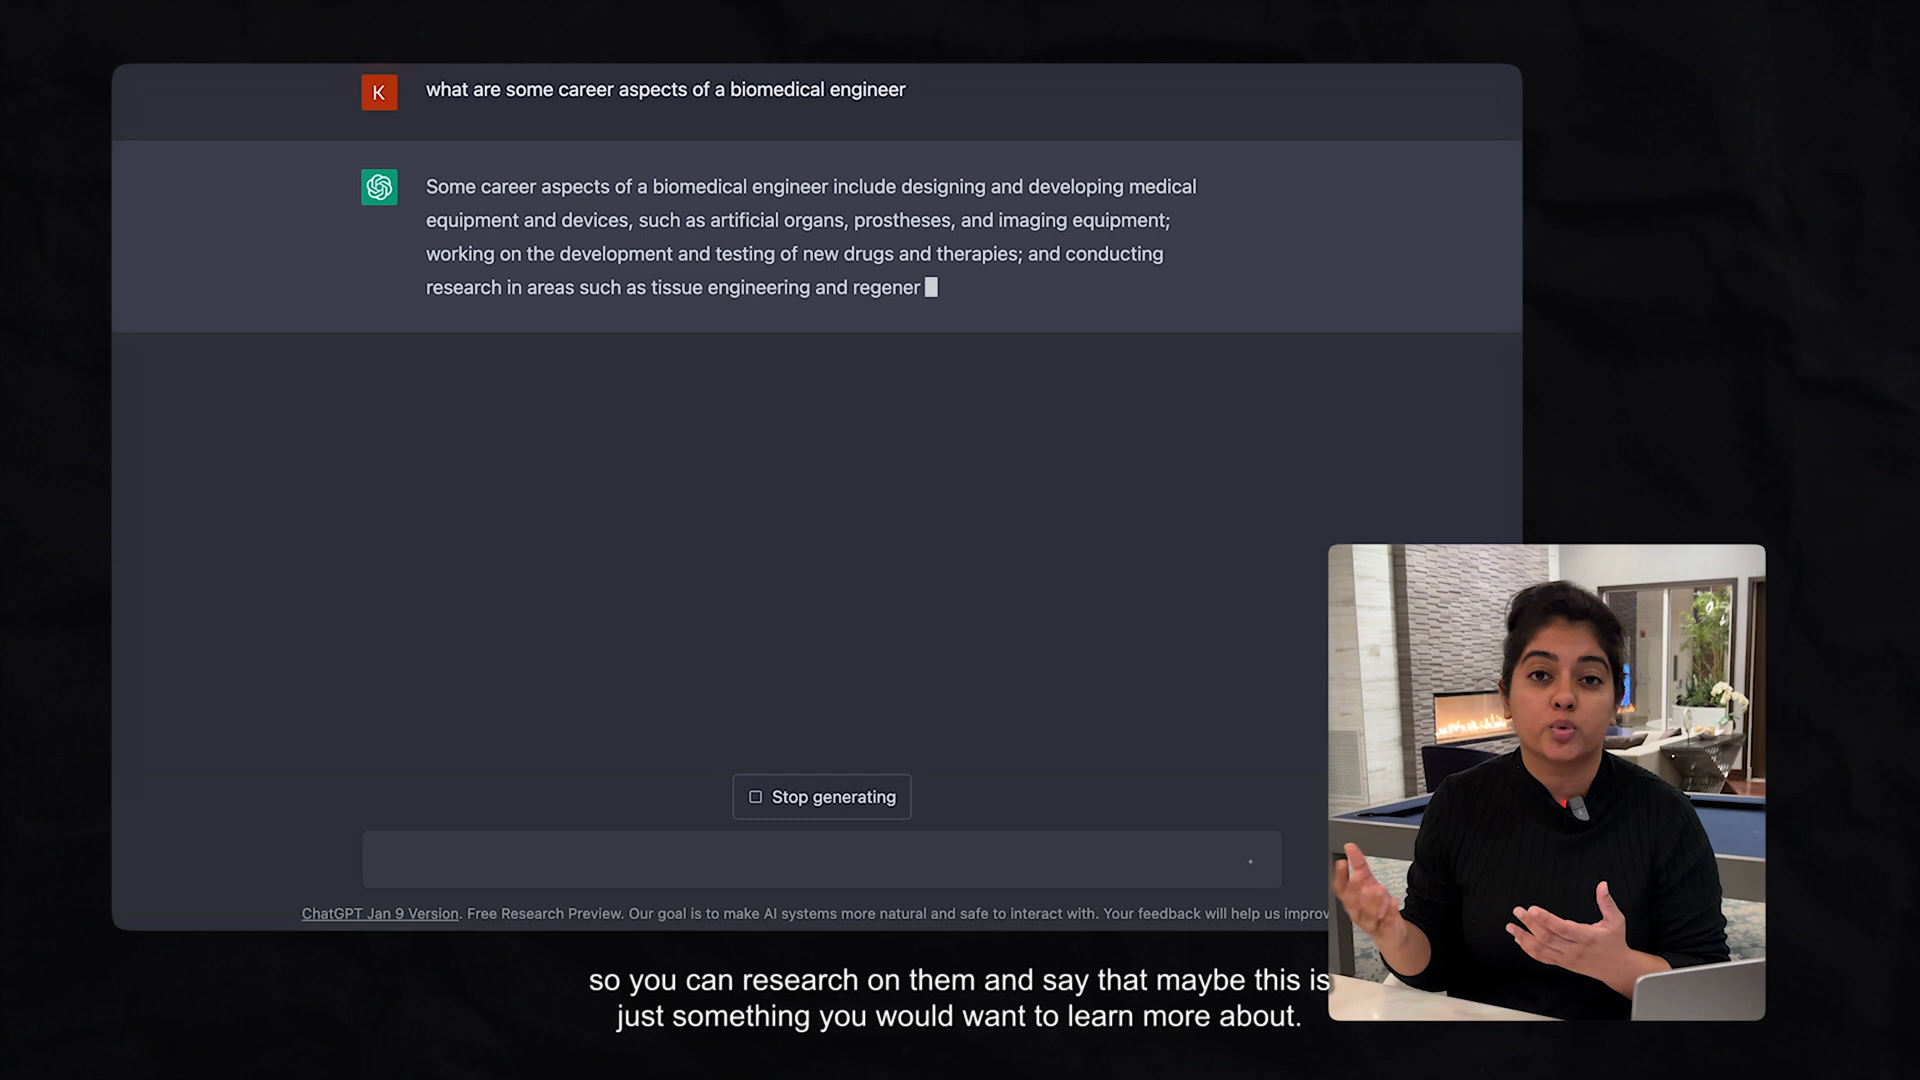 K
what are some career aspects of a biomedical engineer
Some career aspects of a biomedical engineer include designing and developing medical
equipment and devices, such as artificial organs, prostheses, and imaging equipment;
working on the development and testing of new drugs and therapies; and conducting
research in areas such as tissue engineering and regener
Stop generating
ChatGPT Jan 9 Version. Free Research Preview. Our goal is to make AI systems more natural and safe to interact with. Your feedback will help us improv
so you can research on them and say that maybe this is
just something you would want to learn more about.